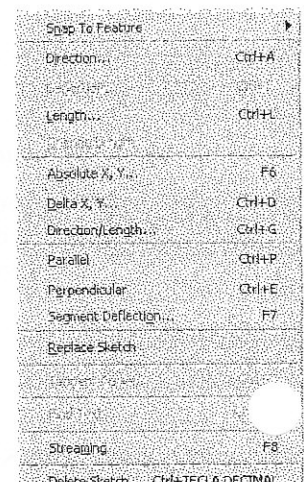 Snap To Feature
Direction... Ctrl+A
Length... Ctrl+L
Absolute X, Y... F6
Delta X, Y... Ctrl+D
Direction/Length... Ctrl+G
Parallel Ctrl+P
Perpendicular Ctrl+E
Segment Deflection... F7
Replace Sketch
Streaming F8
Delete Sketch Ctrl+TECLA DECIMAL